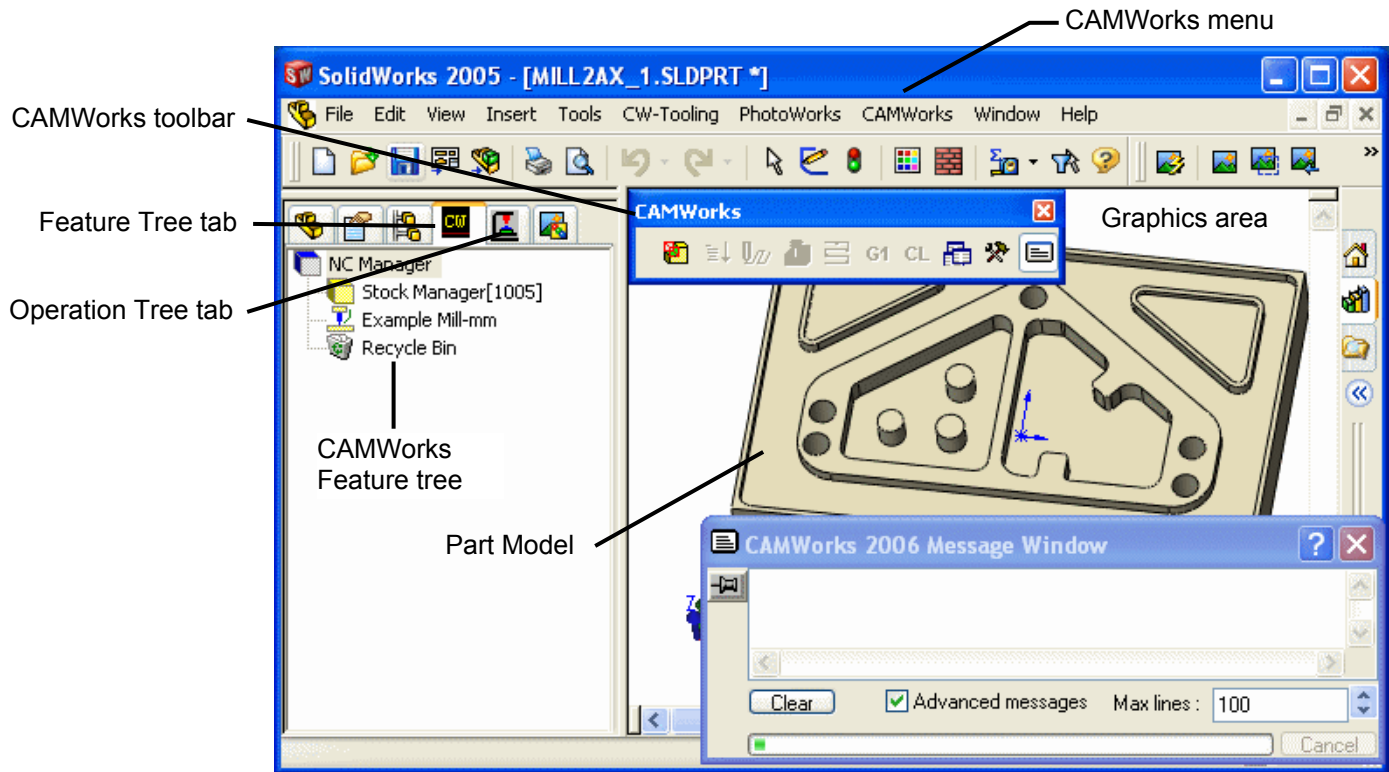 CAMWorks menu
SolidWorks 2005 - [MILL2AX_1.SLDPRT *]
File Edit View Insert Tools CW-Tooling PhotoWorks CAMWorks Window Help
CAMWorks toolbar
CAMWorks
Graphics area
Feature Tree tab
CW
G1 CL
NC Manager
Stock Manager[1005]
Operation Tree tab
Example Mill-mm
Recycle Bin
CAMWorks
Feature tree
Part Model
CAMWorks 2006 Message Window
Z
Clear
Advanced messages
Max lines :
100
Cancel